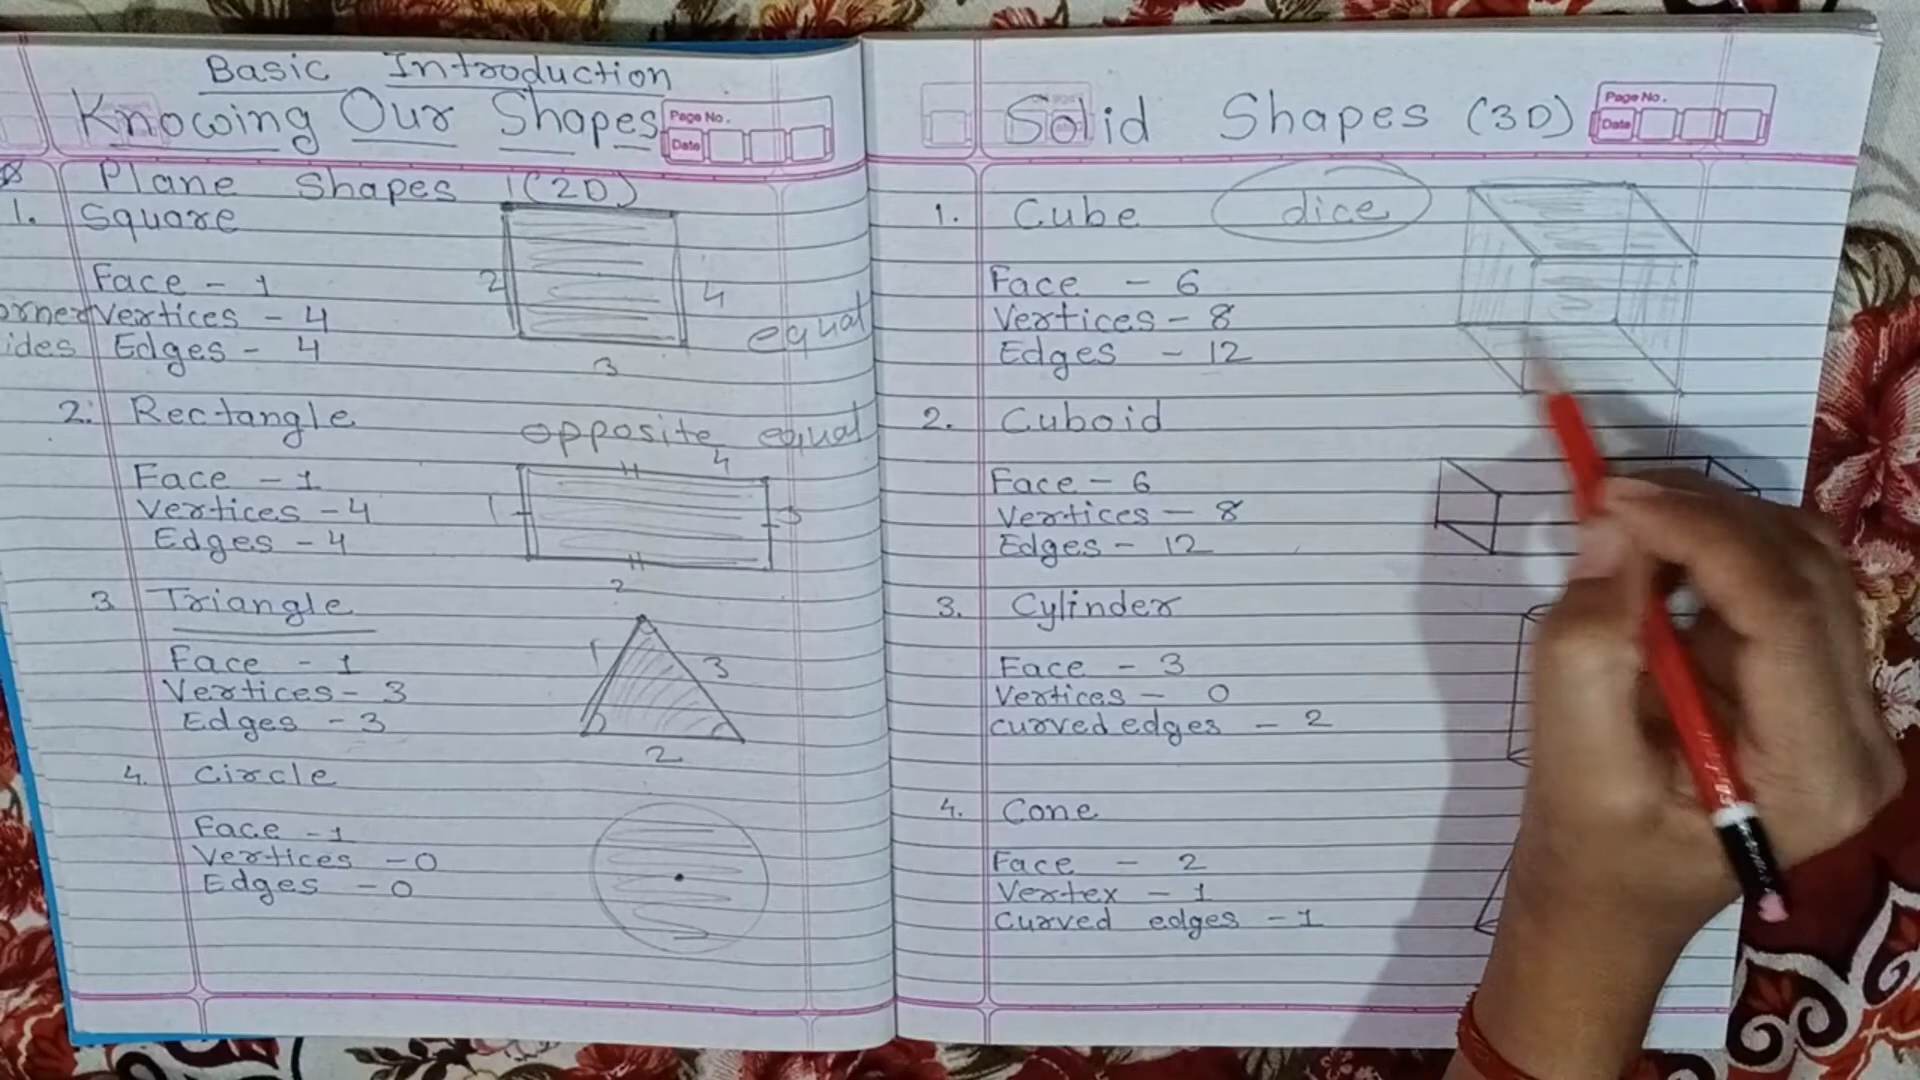 Basic Introduction
Knowing Our Shapes
Page No.
Date
Plane Shapes (2D)
1. Square
Face - 1
Vertices - 4
Edges - 4
2
4
3
equal
2. Rectangle
opposite equal
Face - 1
Vertices - 4
Edges - 4
1
4
3
2
3 Triangle
Face - 1
Vertices - 3
Edges - 3
1
3
2
4. Circle
Face - 1
Vertices - 0
Edges - 0
Solid Shapes (3D)
Page No.
Date
1. Cube dice
Face - 6
Vertices - 8
Edges - 12
2. Cuboid
Face - 6
Vertices - 8
Edges - 12
3. Cylinder
Face - 3
Vertices - 0
curved edges - 2
4. Cone
Face - 2
Vertex - 1
Curved edges - 1